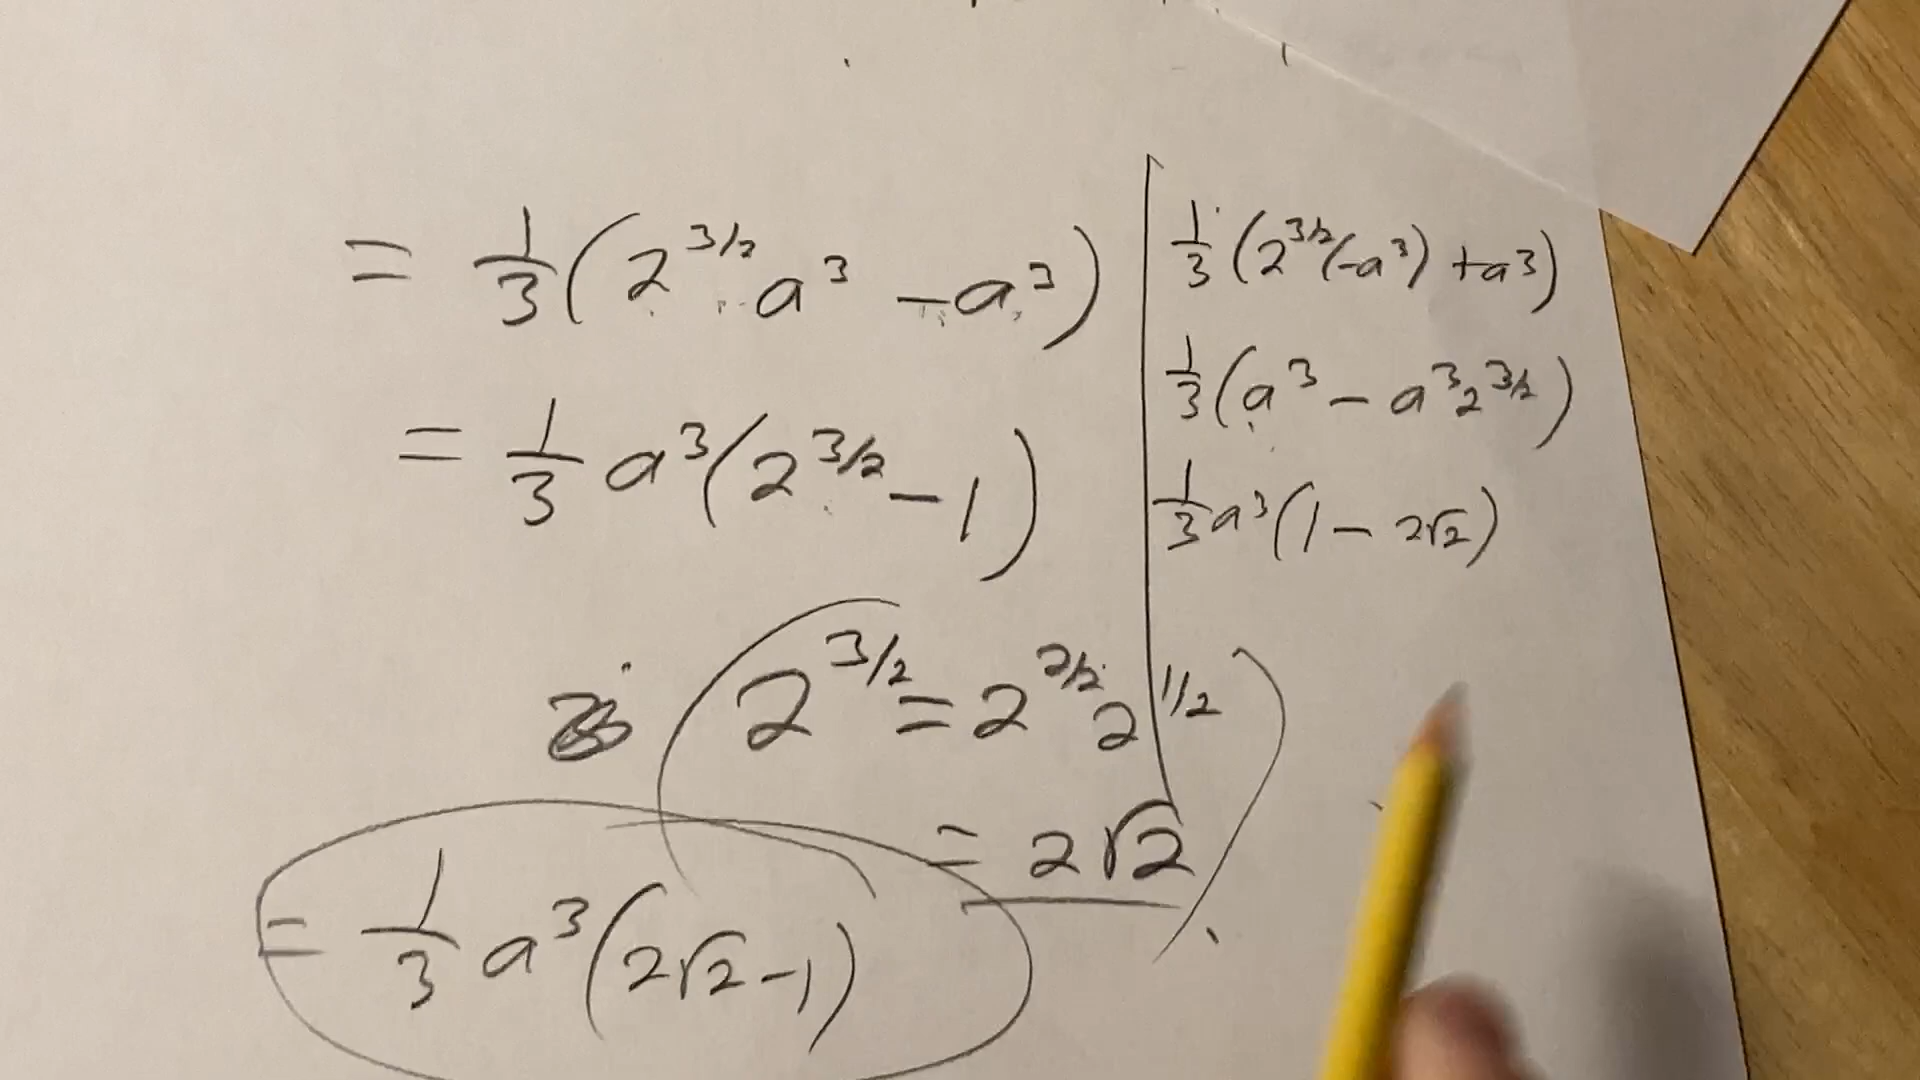 = 1/3 (2^3/2 a^3 - a^3)
= 1/3 a^3 (2^3/2 - 1)
2^3/2 = 2^2/2 2^1/2
= 2√2
= 1/3 a^3 (2√2 - 1)
1/3 (2^3/2 (-a^3) + a^3)
1/3 (a^3 - a^3 2^3/2)
1/3 a^3 (1 - 2√2)